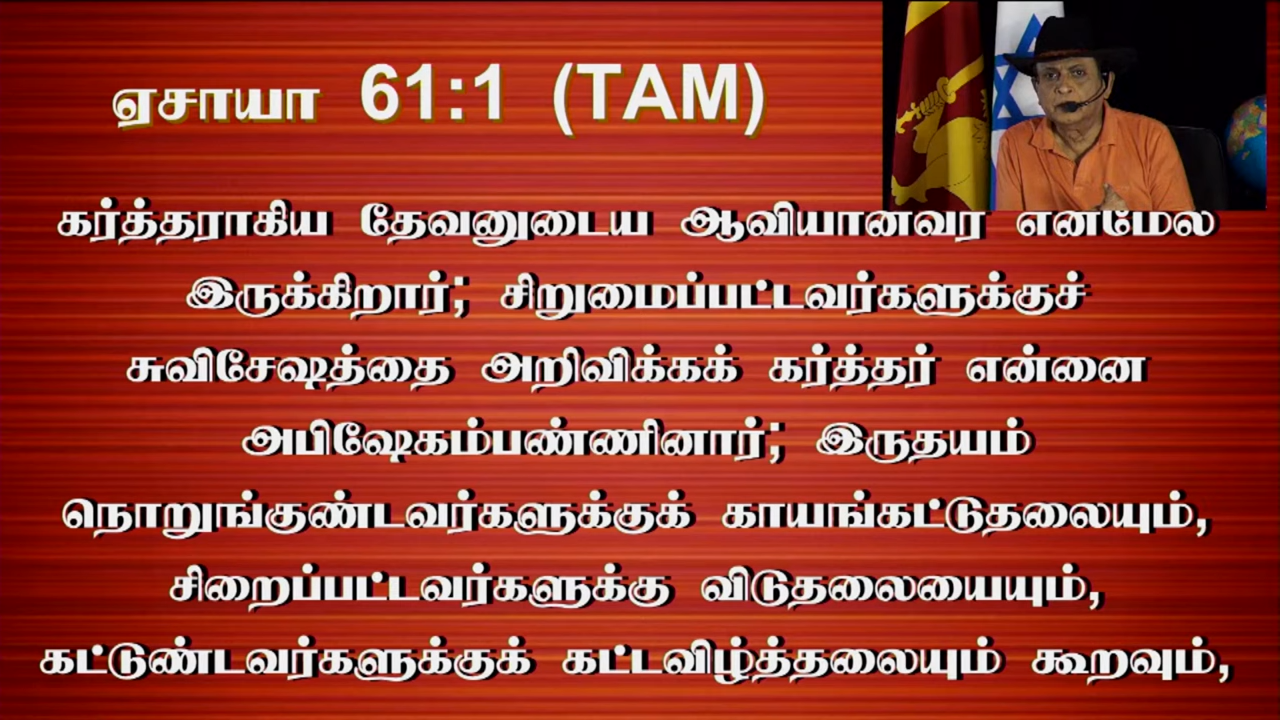 ஏசாயா 61:1 (TAM)
கர்த்தராகிய தேவனுடைய ஆவியானவர் என்மேல்
இருக்கிறார்; சிறுமைப்பட்டவர்களுக்குச்
சுவிசேஷத்தை அறிவிக்கக் கர்த்தர் என்னை
அபிஷேகம்பண்ணினார்; இருதயம்
நொறுங்குண்டவர்களுக்குக் காயங்கட்டுதலையும்,
சிறைப்பட்டவர்களுக்கு விடுதலையையும்,
கட்டுண்டவர்களுக்குக் கட்டவிழ்த்தலையும் கூறவும்,